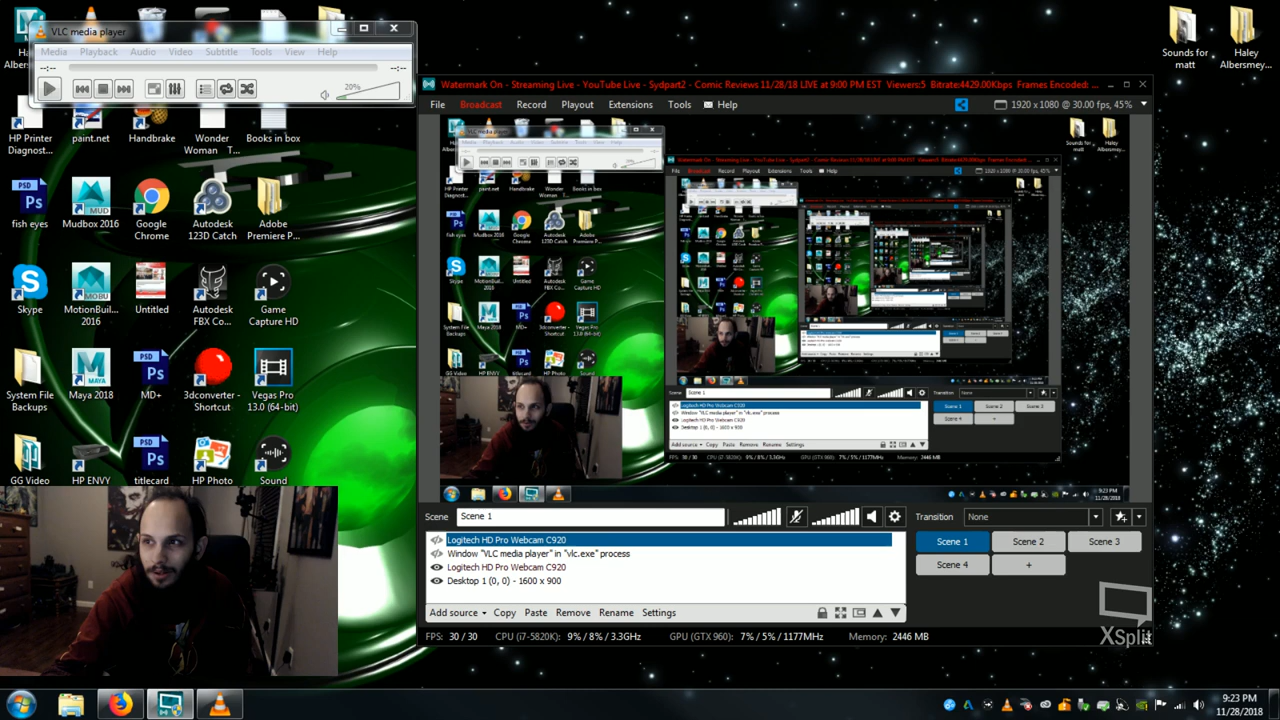 VLC media player
Media Playback Audio Video Subtitle Tools View Help
--:-- --:--
20%
HP Printer Diagnost...
paint.net
Handbrake
Wonder Woman T...
Books in box
fish eyes
Mudbox 2016
Google Chrome
Autodesk 123D Catch
Adobe Premiere P...
Skype
MotionBuil... 2016
Untitled
Autodesk FBX Co...
Game Capture HD
System File Backups
Maya 2018
MD+
3dconverter - Shortcut
Vegas Pro 13.0 (64-bit)
GG Video
HP ENVY
titlecard
HP Photo
Sound
Sounds for matt
Haley Albersmey...
Watermark On - Streaming Live - YouTube Live - Sydpart2 - Comic Reviews 11/28/18 LIVE at 9:00 PM EST Viewers:5 Bitrate:4429.00Kbps Frames Encoded: ...
File Broadcast Record Playout Extensions Tools Help
1920 x 1080 @ 30.00 fps, 45%
Scene Scene 1
Transition None
Logitech HD Pro Webcam C920
Window "VLC media player" in "vlc.exe" process
Logitech HD Pro Webcam C920
Desktop 1 (0, 0) - 1600 x 900
Scene 1 Scene 2 Scene 3
Scene 4 +
Add source Copy Paste Remove Rename Settings
FPS: 30 / 30 CPU (i7-5820K) 9% / 8% / 3.3GHz GPU (GTX 960) 7% / 5% / 1177MHz Memory: 2446 MB
XSplit
9:23 PM
11/28/2018